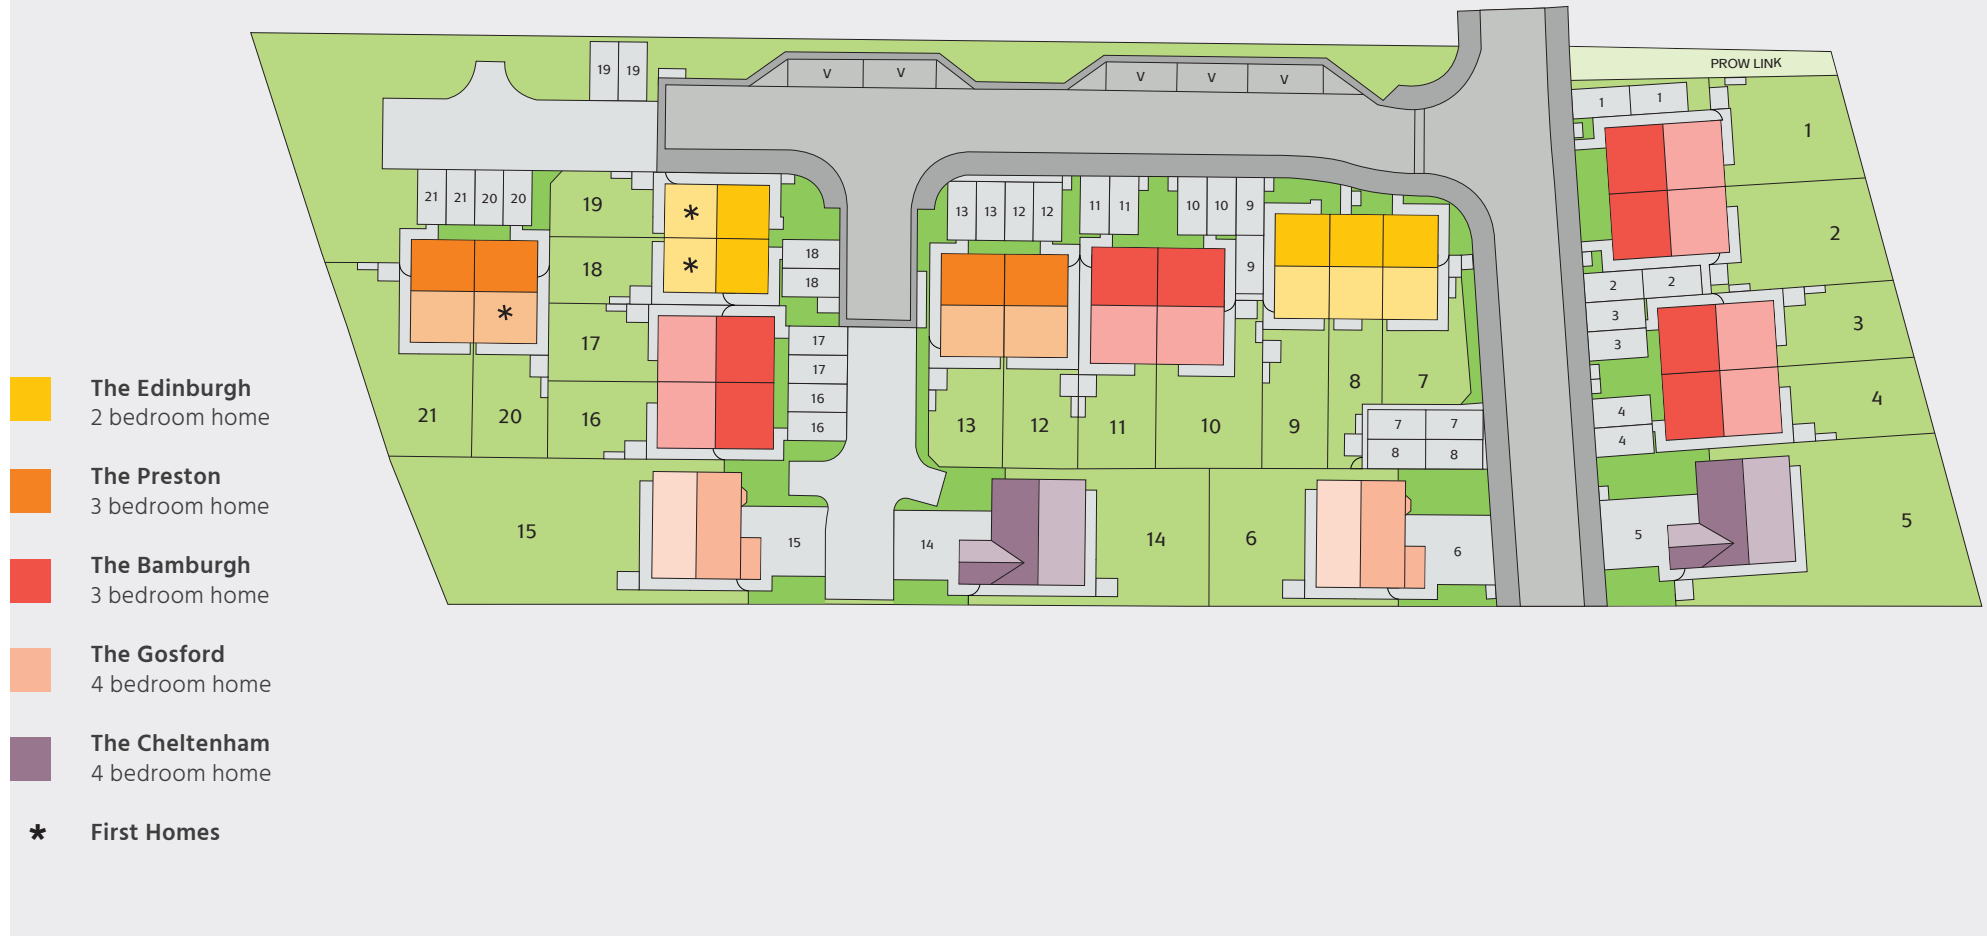 19 19
V V
V V V
PROW LINK
1 1
1
21 21 20 20
19
*
13 13 12 12
11 11
10 10 9
2
18
*
18
18
9
2 2
*
17
17
17
3
3
3
8 7
16
16
16
4
4
4
21 20
13 12 11 10 9
7 7
8 8
15
15
14
14
6
6
5
5
The Edinburgh
2 bedroom home
The Preston
3 bedroom home
The Bamburgh
3 bedroom home
The Gosford
4 bedroom home
The Cheltenham
4 bedroom home
* First Homes